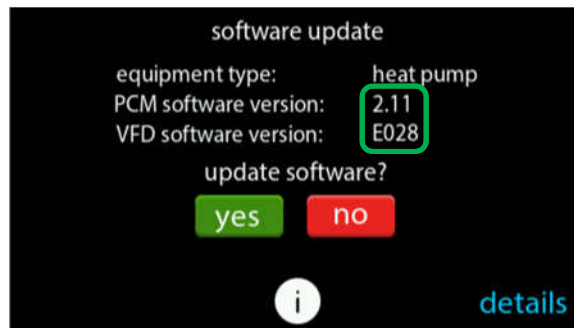 software update
equipment type: heat pump
PCM software version: 2.11
VFD software version: E028
update software?
yes no
i
details